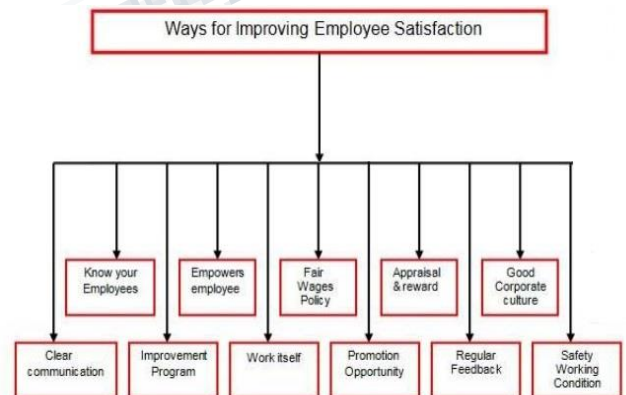 Ways for Improving Employee Satisfaction
Know your
Employees
Empowers
employee
Fair
Wages
Policy
Appraisal
& reward
Good
Corporate
culture
Clear
communication
Improvement
Program
Work itself
Promotion
Opportunity
Regular
Feedback
Safety
Working
Condition